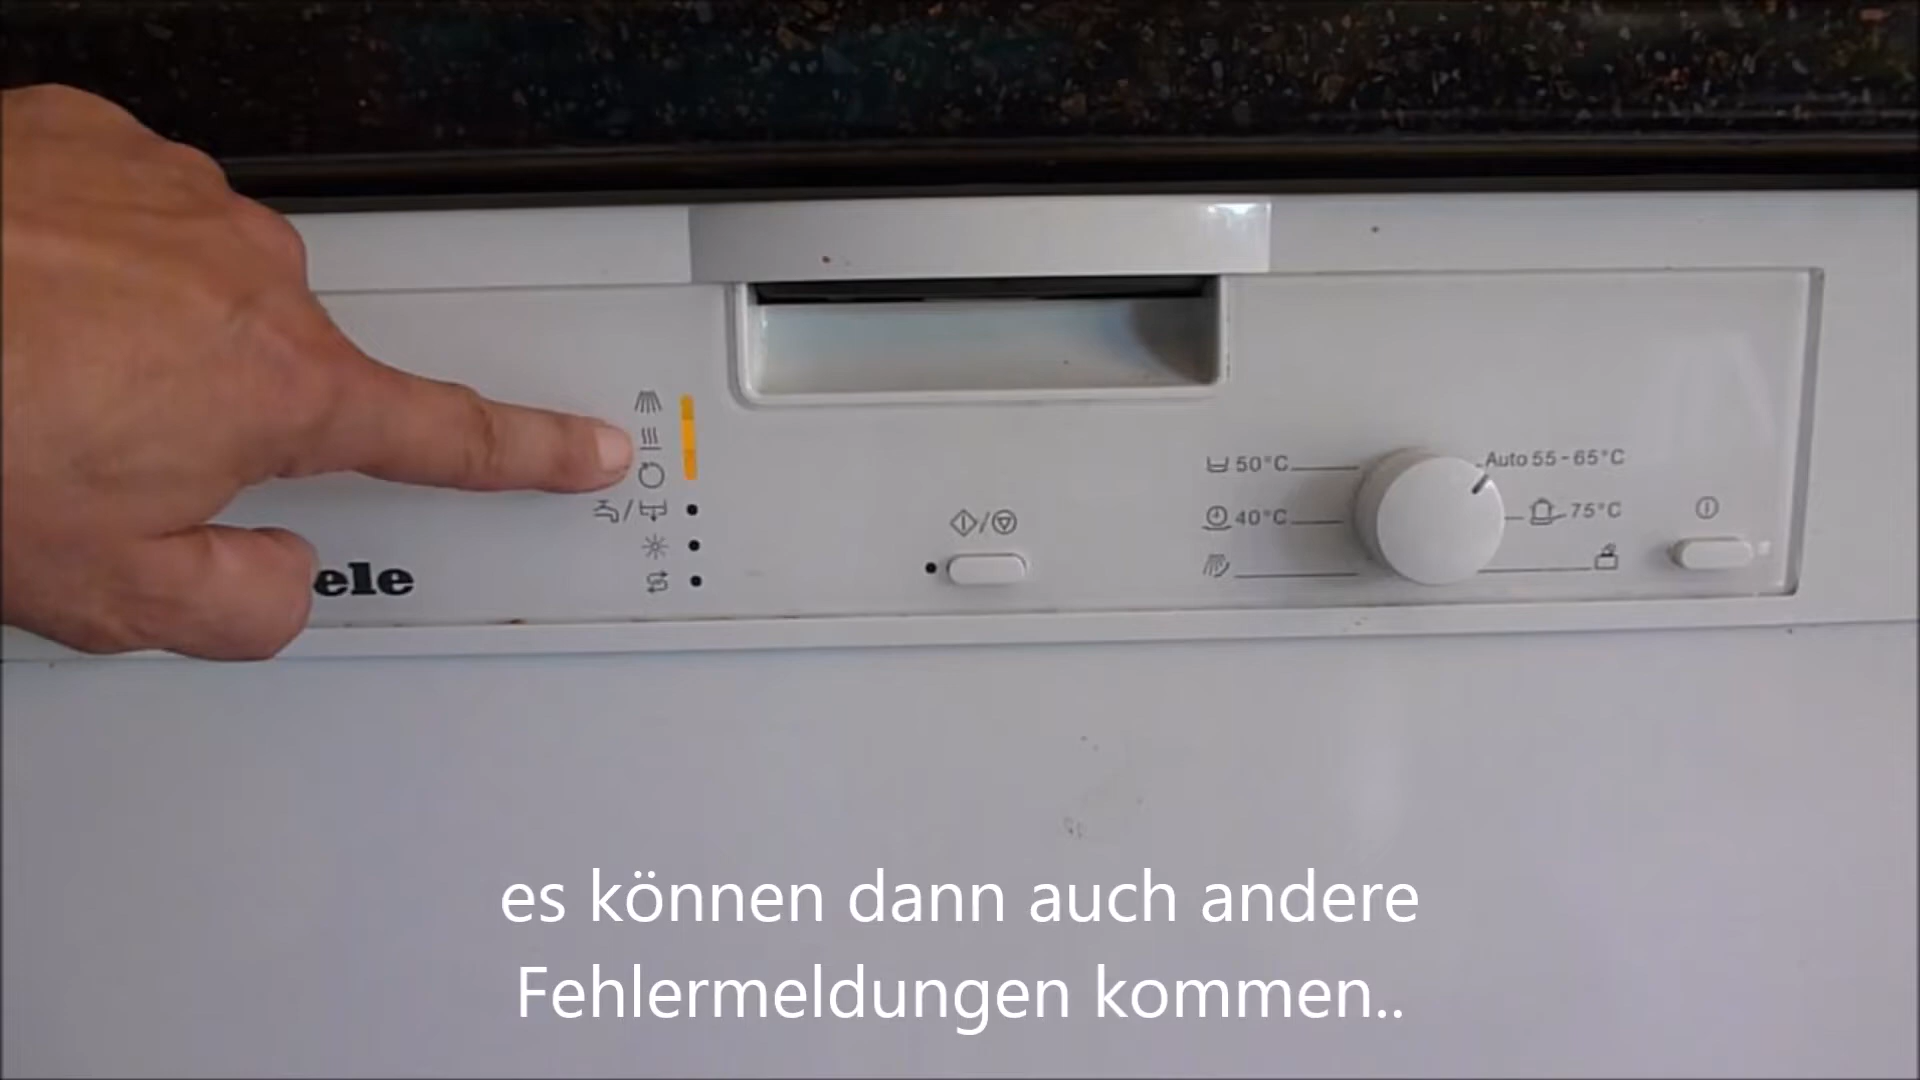 ele
50°C
40°C
Auto 55-65°C
75°C
es können dann auch andere
Fehlermeldungen kommen..